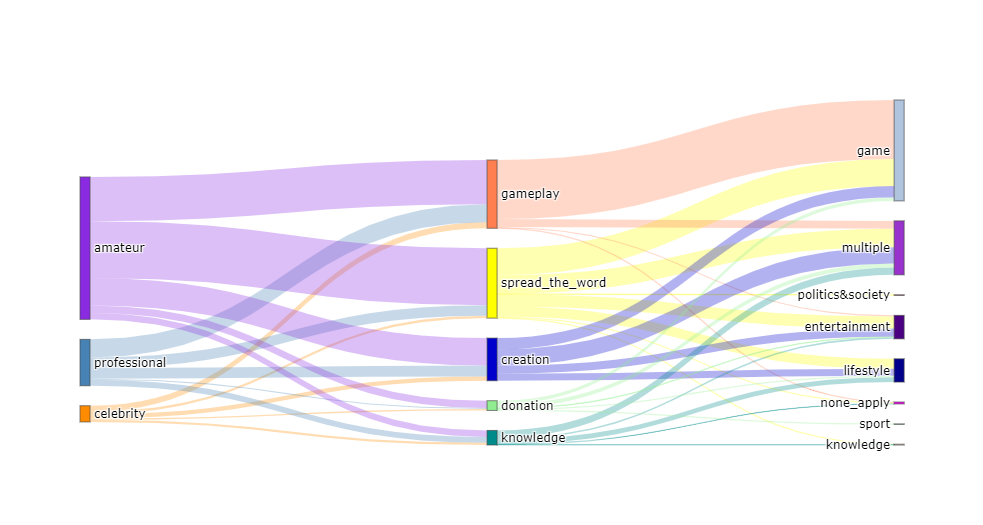 amateur
professional
celebrity
gameplay
spread_the_word
creation
donation
knowledge
game
multiple
politics&society
entertainment
lifestyle
none_apply
sport
knowledge